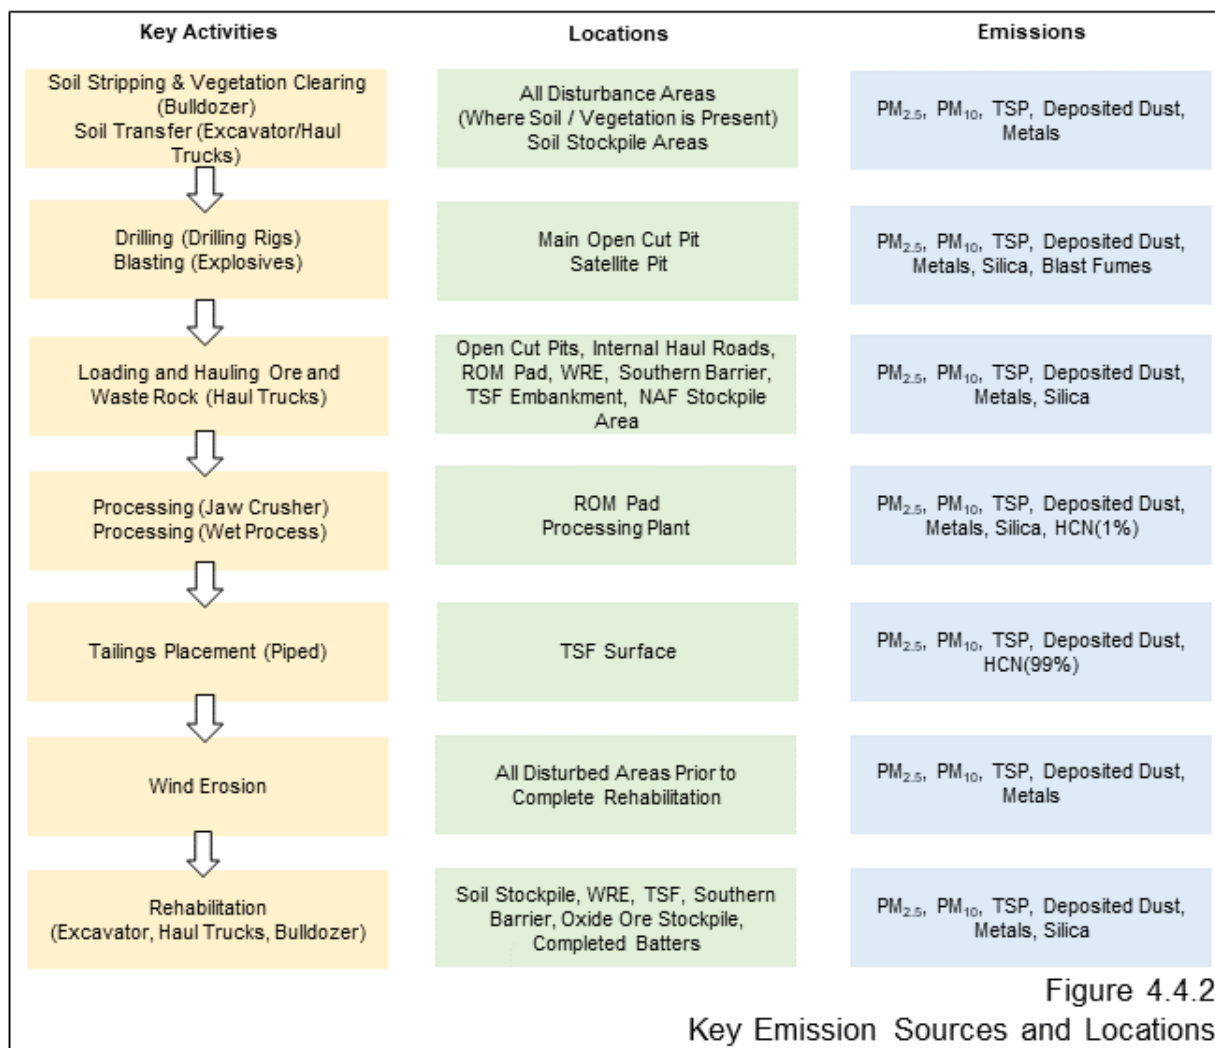 Key Activities
Locations
Emissions
Soil Stripping & Vegetation Clearing
(Bulldozer)
Soil Transfer (Excavator/Haul
Trucks)
All Disturbance Areas
(Where Soil / Vegetation is Present)
Soil Stockpile Areas
PM2.5, PM10, TSP, Deposited Dust,
Metals
Drilling (Drilling Rigs)
Blasting (Explosives)
Main Open Cut Pit
Satellite Pit
PM2.5, PM10, TSP, Deposited Dust,
Metals, Silica, Blast Fumes
Loading and Hauling Ore and
Waste Rock (Haul Trucks)
Open Cut Pits, Internal Haul Roads,
ROM Pad, WRE, Southern Barrier,
TSF Embankment, NAF Stockpile
Area
PM2.5, PM10, TSP, Deposited Dust,
Metals, Silica
Processing (Jaw Crusher)
Processing (Wet Process)
ROM Pad
Processing Plant
PM2.5, PM10, TSP, Deposited Dust,
Metals, Silica, HCN(1%)
Tailings Placement (Piped)
TSF Surface
PM2.5, PM10, TSP, Deposited Dust,
HCN(99%)
Wind Erosion
All Disturbed Areas Prior to
Complete Rehabilitation
PM2.5, PM10, TSP, Deposited Dust,
Metals
Rehabilitation
(Excavator, Haul Trucks, Bulldozer)
Soil Stockpile, WRE, TSF, Southern
Barrier, Oxide Ore Stockpile,
Completed Batters
PM2.5, PM10, TSP, Deposited Dust,
Metals, Silica
Figure 4.4.2
Key Emission Sources and Locations